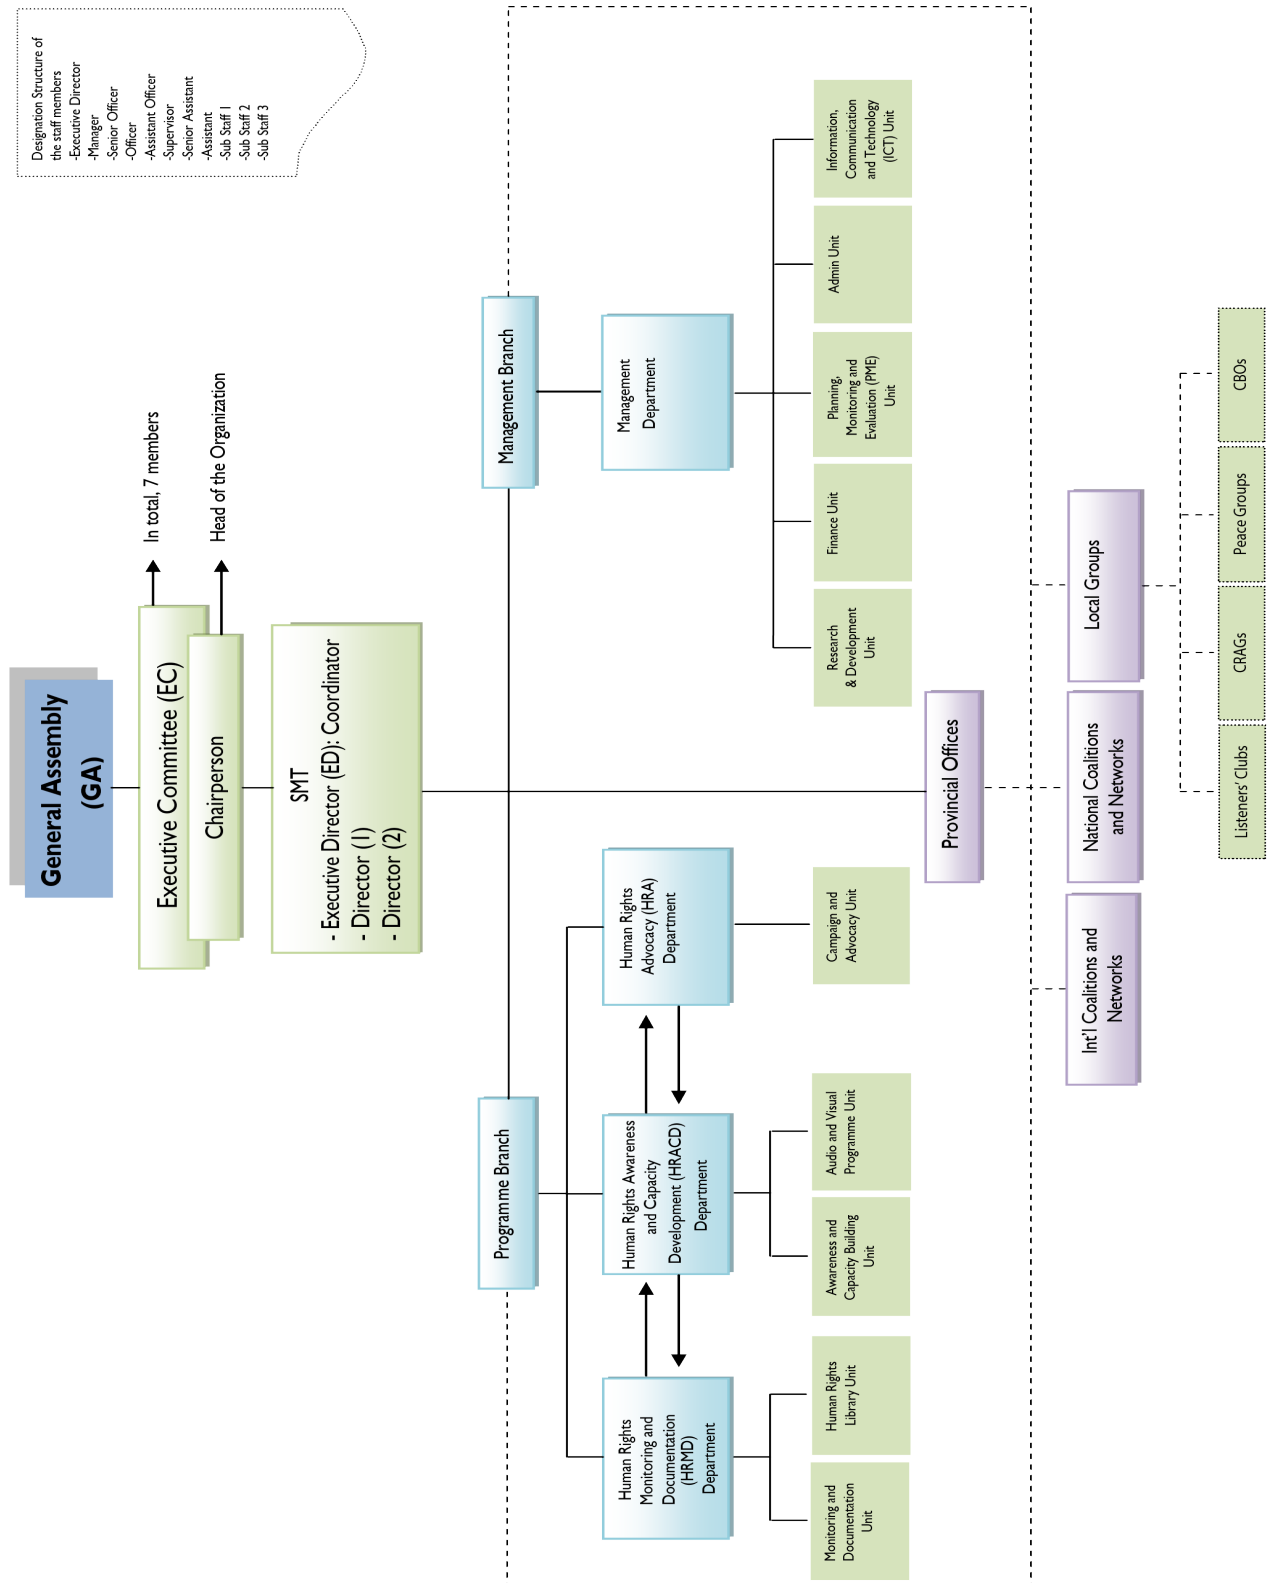 General Assembly
(GA)
Executive Committee (EC)
In total, 7 members
Chairperson
Head of the Organization
SMT
- Executive Director (ED): Coordinator
- Director (1)
- Director (2)
Designation Structure of
the staff members
-Executive Director
-Manager
-Senior Officer
-Officer
-Assistant Officer
-Supervisor
-Senior Assistant
-Assistant
-Sub Staff 1
-Sub Staff 2
-Sub Staff 3
Programme Branch
Management Branch
Human Rights
Monitoring and
Documentation
(HRMD)
Department
Human Rights Awareness
and Capacity
Development (HRACD)
Department
Human Rights
Advocacy (HRA)
Department
Management
Department
Monitoring and
Documentation
Unit
Human Rights
Library Unit
Awareness and
Capacity Building
Unit
Audio and Visual
Programme Unit
Campaign and
Advocacy Unit
Research
& Development
Unit
Finance Unit
Planning,
Monitoring and
Evaluation (PME)
Unit
Admin Unit
Information,
Communication
and Technology
(ICT) Unit
Provincial Offices
Int'l Coalitions and
Networks
National Coalitions
and Networks
Local Groups
Listeners' Clubs
CRAGs
Peace Groups
CBOs